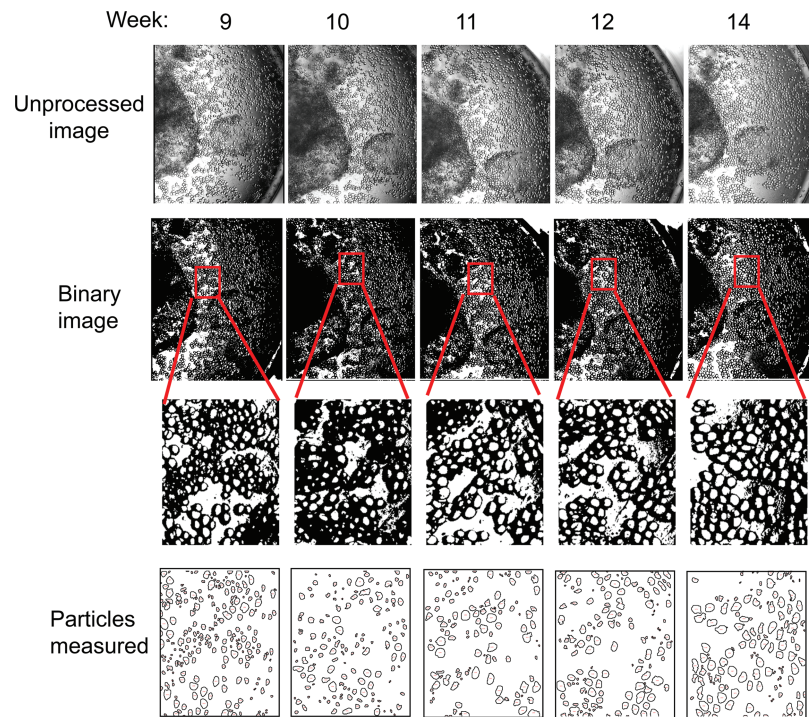 Week: 9 10 11 12 14
Unprocessed
image
Binary
image
Particles
measured